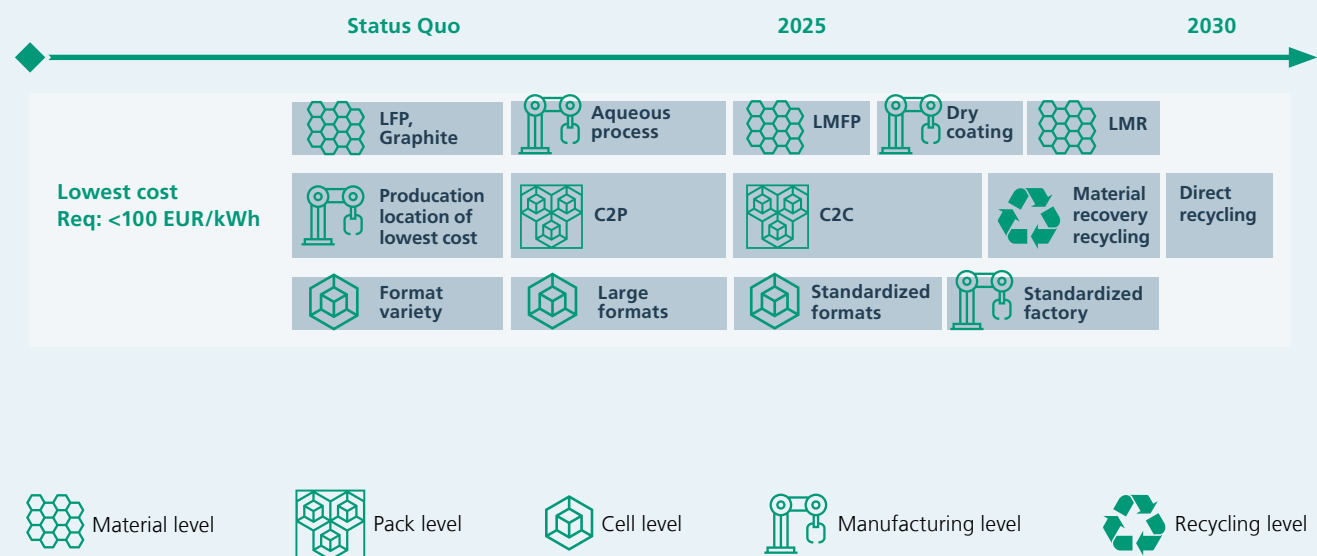 Status Quo
2025
2030
LFP,
Graphite
Aqueous
process
LMFP
Dry
coating
LMR
Lowest cost
Req: <100 EUR/kWh
Producation
location of
lowest cost
C2P
C2C
Material
recovery
recycling
Direct
recycling
Format
variety
Large
formats
Standardized
formats
Standardized
factory
Material level
Pack level
Cell level
Manufacturing level
Recycling level